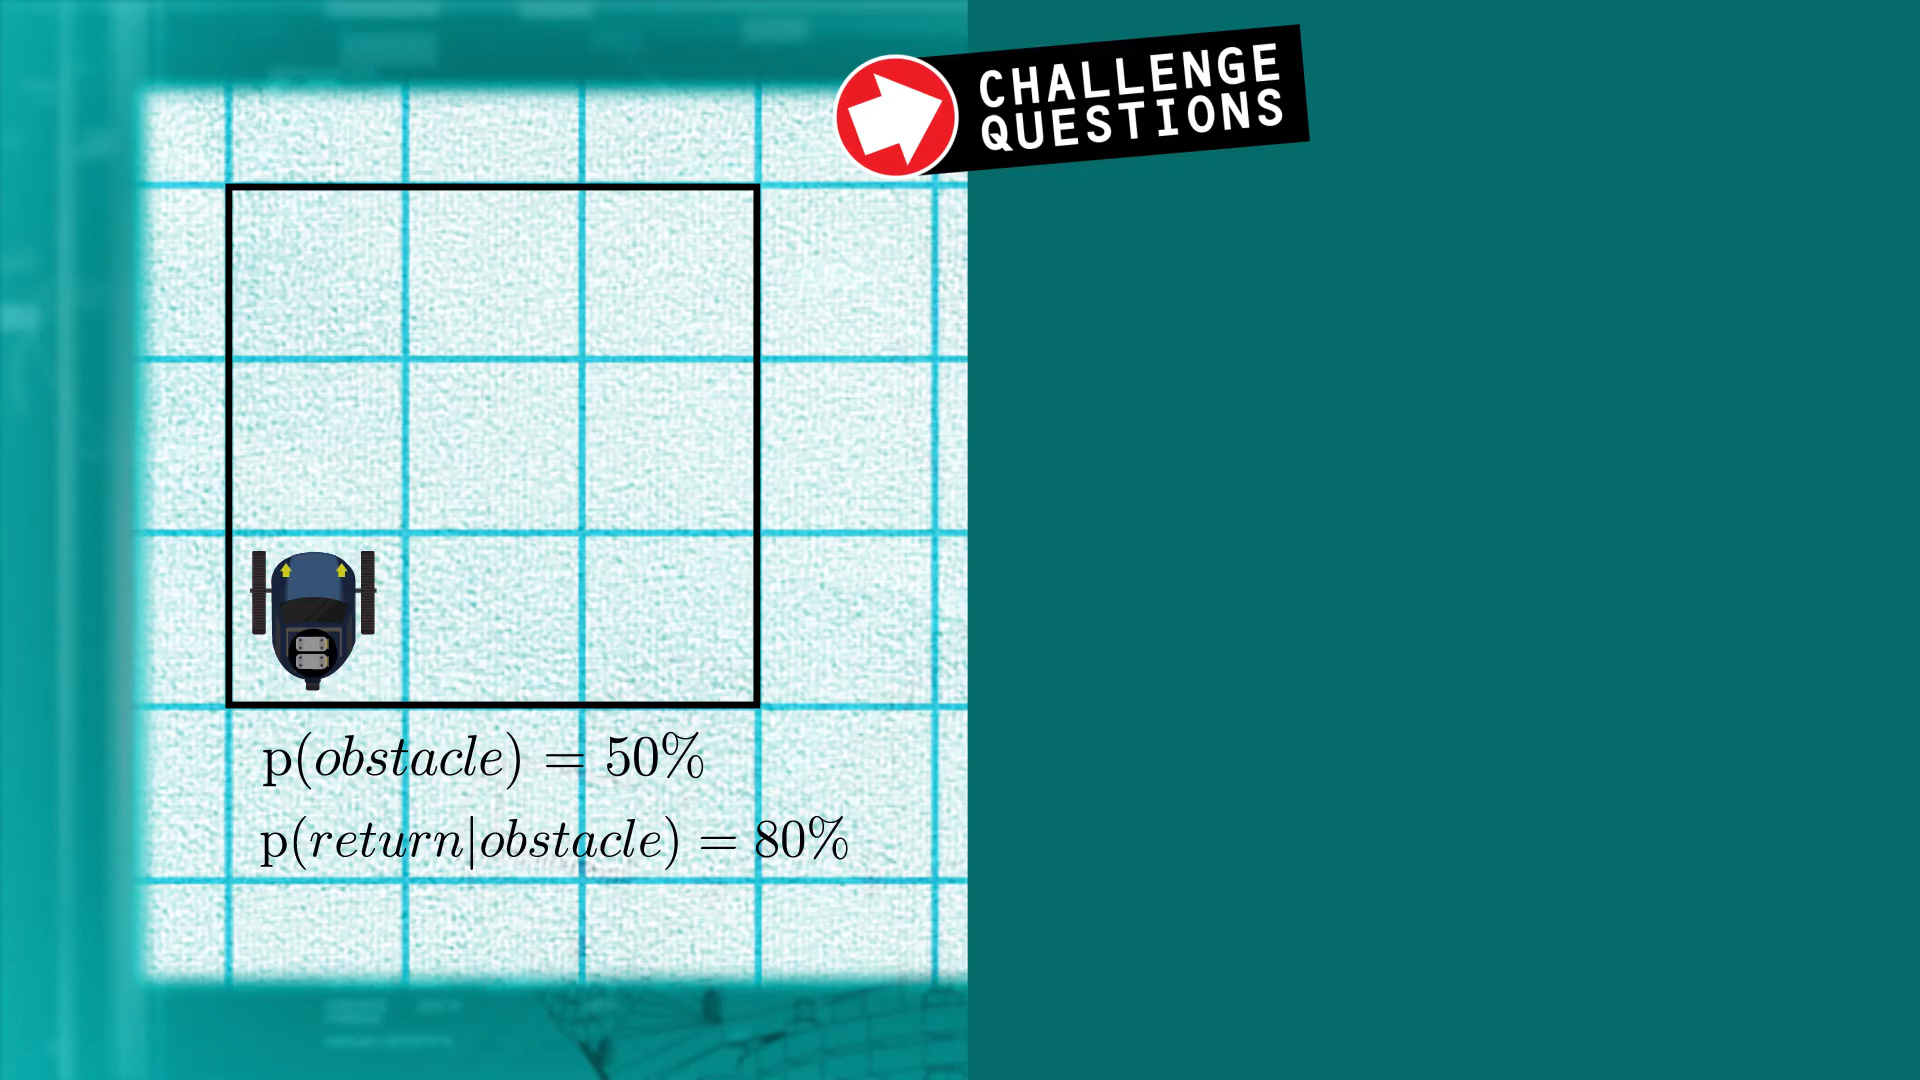 CHALLENGE
QUESTIONS
p(obstacle) = 50%
p(return|obstacle) = 80%